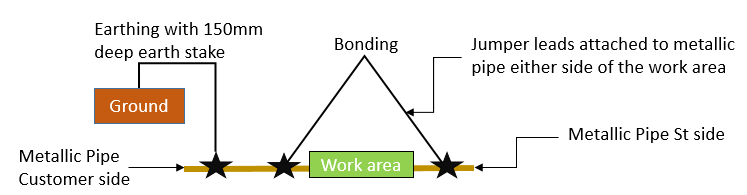 Earthing with 150mm
deep earth stake
Bonding
Jumper leads attached to metallic
pipe either side of the work area
Ground
Metallic Pipe St side
Metallic Pipe
Customer side
Work area